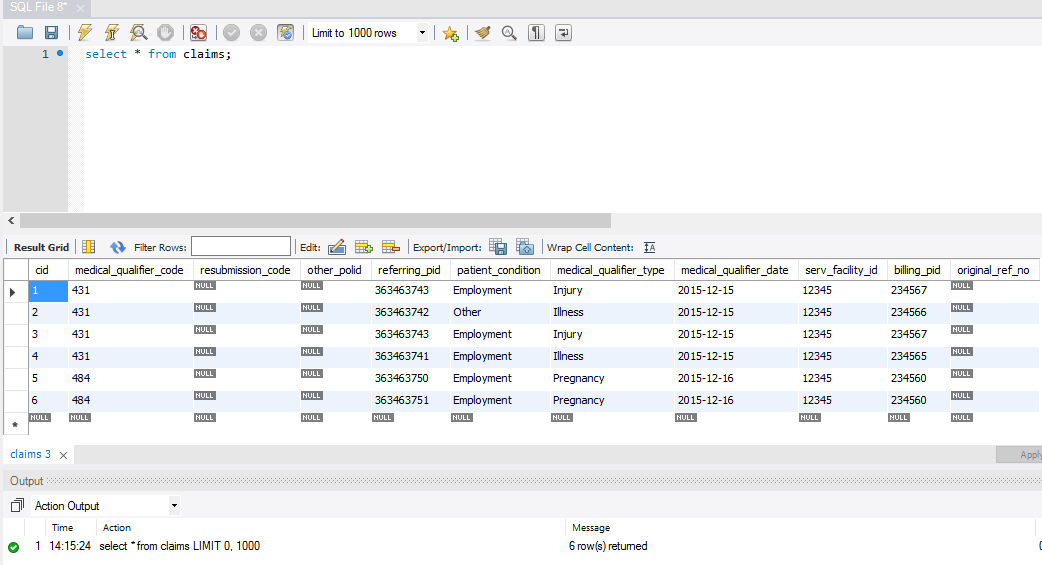 SQL File 8*
Limit to 1000 rows
1 select * from claims;
Result Grid Filter Rows: Edit: Export/Import: Wrap Cell Content:
cid medical_qualifier_code resubmission_code other_polid referring_pid patient_condition medical_qualifier_type medical_qualifier_date serv_facility_id billing_pid original_ref_no
1 431 NULL NULL 363463743 Employment Injury 2015-12-15 12345 234567 NULL
2 431 NULL NULL 363463742 Other Illness 2015-12-15 12345 234566 NULL
3 431 NULL NULL 363463743 Employment Injury 2015-12-15 12345 234567 NULL
4 431 NULL NULL 363463741 Employment Illness 2015-12-15 12345 234565 NULL
5 484 NULL NULL 363463750 Employment Pregnancy 2015-12-16 12345 234560 NULL
6 484 NULL NULL 363463751 Employment Pregnancy 2015-12-16 12345 234560 NULL
* NULL NULL NULL NULL NULL NULL NULL NULL NULL NULL NULL
claims 3 Apply
Output
Action Output
Time Action Message
1 14:15:24 select * from claims LIMIT 0, 1000 6 row(s) returned